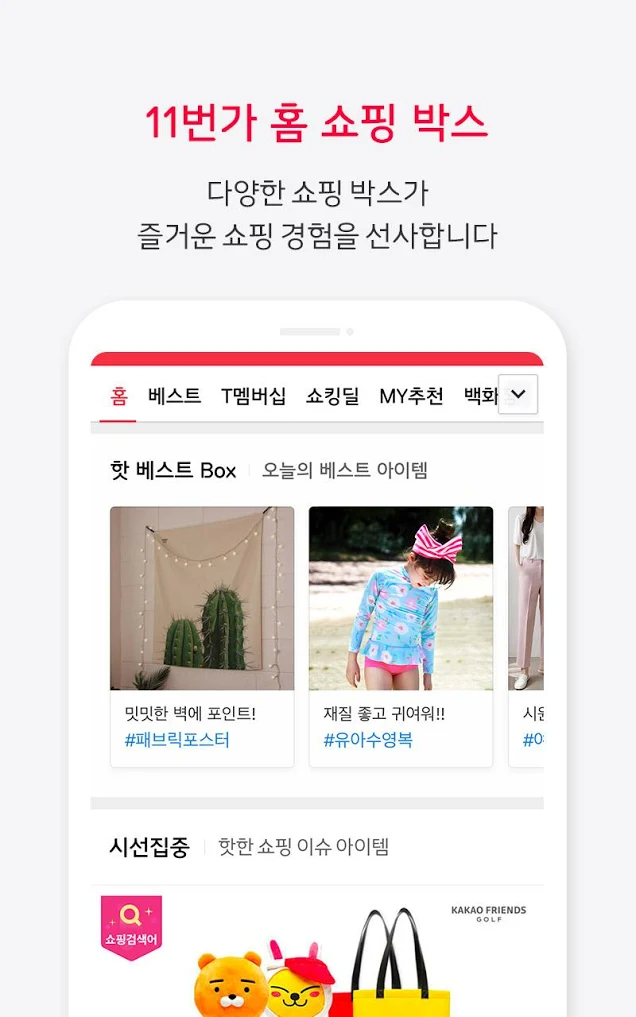 11번가 홈 쇼핑 박스
다양한 쇼핑 박스가
즐거운 쇼핑 경험을 선사합니다
홈 베스트 T멤버십 쇼킹딜 MY추천 백화
핫 베스트 Box 오늘의 베스트 아이템
밋밋한 벽에 포인트!
#패브릭포스터
재질 좋고 귀여워!!
#유아수영복
시원
시선집중 핫한 쇼핑 이슈 아이템
쇼핑검색어
KAKAO FRIENDS
GOLF